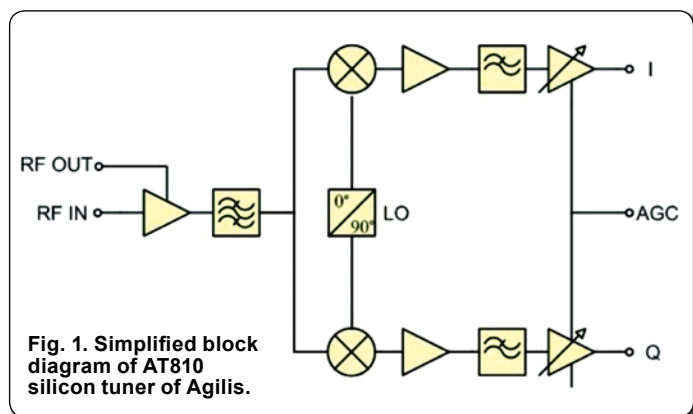 I
RF OUT
RF IN
0°
90°
LO
AGC
Q
Fig. 1. Simplified block
diagram of AT810
silicon tuner of Agilis.